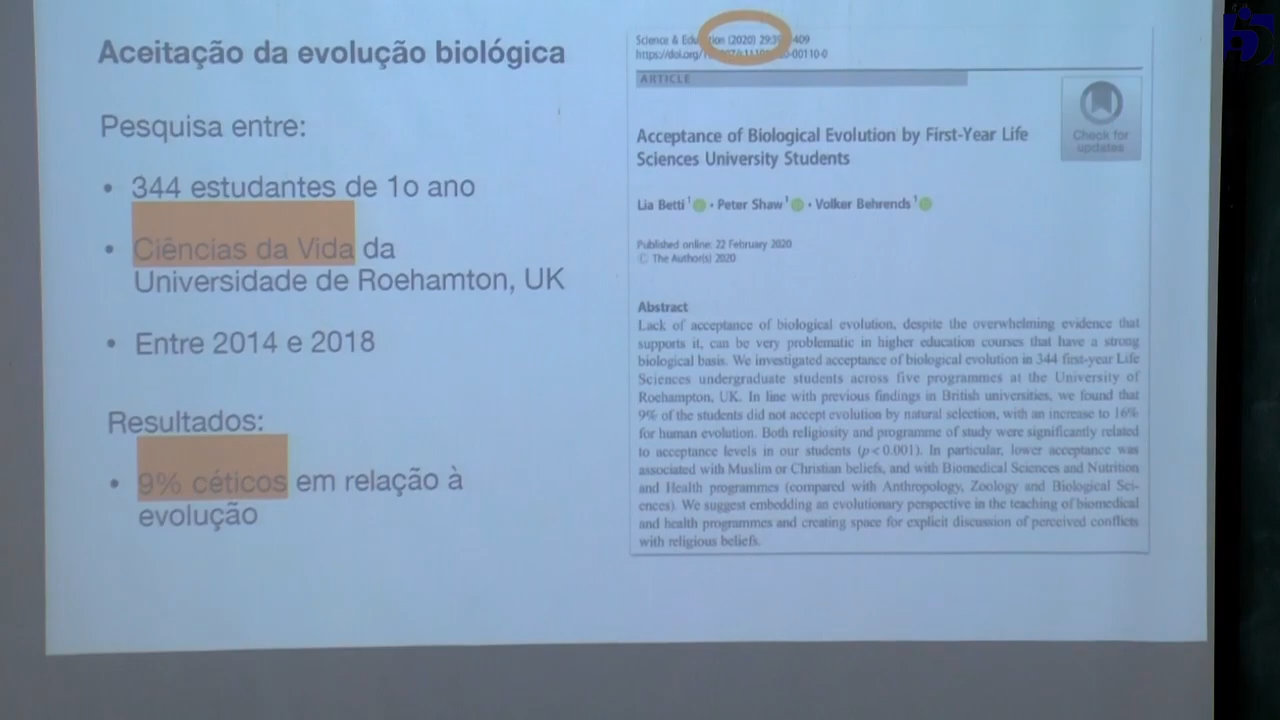 Aceitação da evolução biológica
Pesquisa entre:
• 344 estudantes de 1o ano
• Ciências da Vida da
Universidade de Roehamton, UK
• Entre 2014 e 2018
Resultados:
• 9% céticos em relação à
evolução
Science & Education (2020) 409
https://doi.org/ 00110-0
ARTICLE
Check for
updates
Acceptance of Biological Evolution by First-Year Life
Sciences University Students
Lia Betti 1 • Peter Shaw 1 • Volker Behrends 1
Published online: 22 February 2020
© The Author(s) 2020
Abstract
Lack of acceptance of biological evolution, despite the overwhelming evidence that
supports it, can be very problematic in higher education courses that have a strong
biological basis. We investigated acceptance of biological evolution in 344 first-year Life
Sciences undergraduate students across five programmes at the University of
Roehampton, UK. In line with previous findings in British universities, we found that
9% of the students did not accept evolution by natural selection, with an increase to 16%
for human evolution. Both religiosity and programme of study were significantly related
to acceptance levels in our students (p < 0.001). In particular, lower acceptance was
associated with Muslim or Christian beliefs, and with Biomedical Sciences and Nutrition
and Health programmes (compared with Anthropology, Zoology and Biological Sci-
ences). We suggest embedding an evolutionary perspective in the teaching of biomedical
and health programmes and creating space for explicit discussion of perceived conflicts
with religious beliefs.